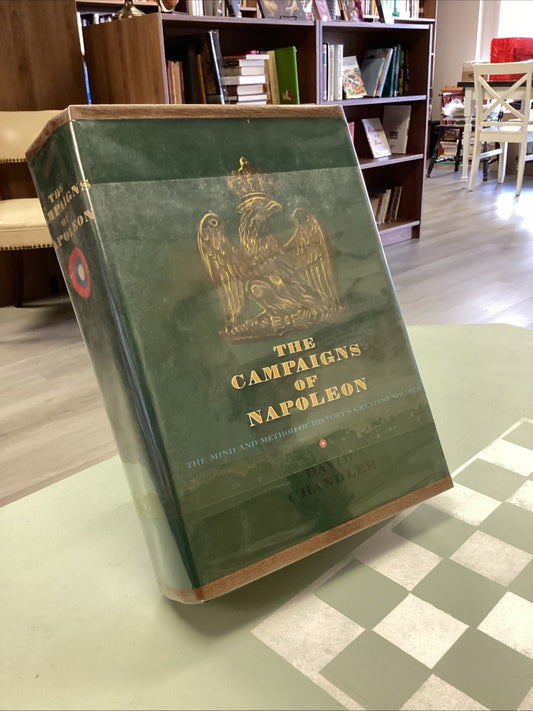 THE
CAMPAIGNS
OF
NAPOLEON
THE
CAMPAIGNS
OF
NAPOLEON
THE MIND AND METHOD OF HISTORY'S GREATEST SOLDIER
DAVID
CHANDLER